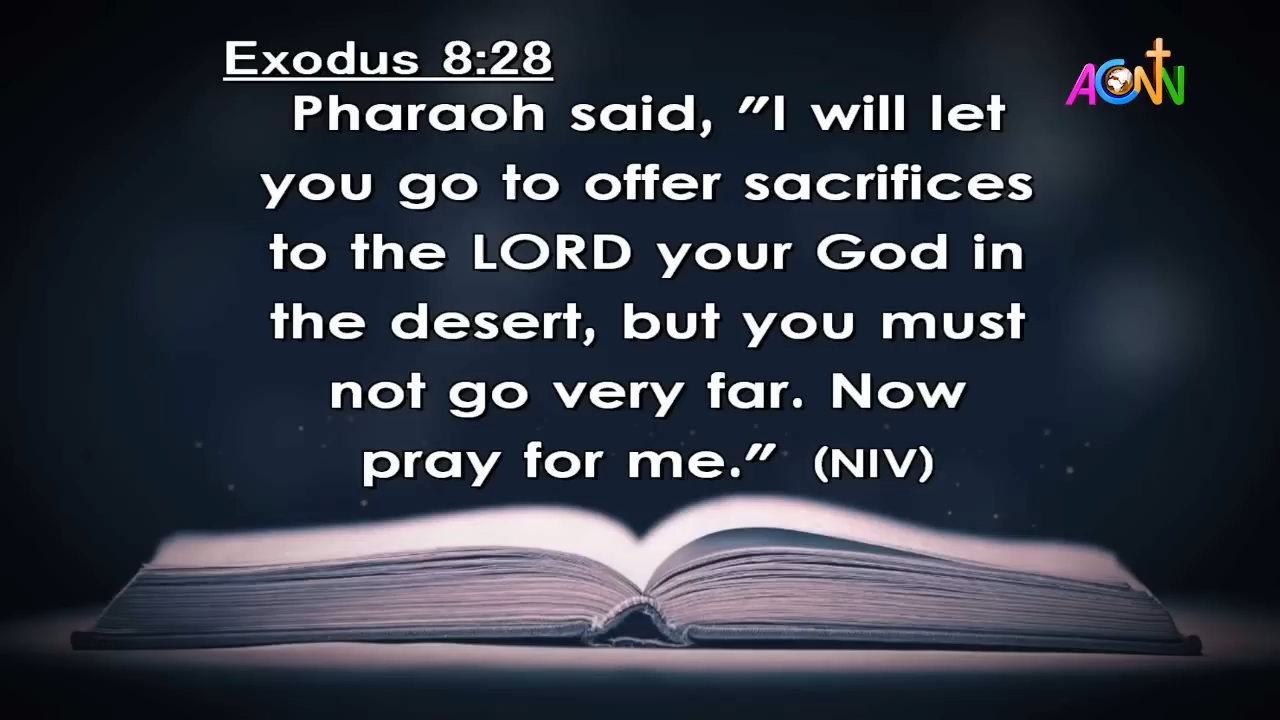 Exodus 8:28
ACNN
Pharaoh said, "I will let
you go to offer sacrifices
to the LORD your God in
the desert, but you must
not go very far. Now
pray for me." (NIV)